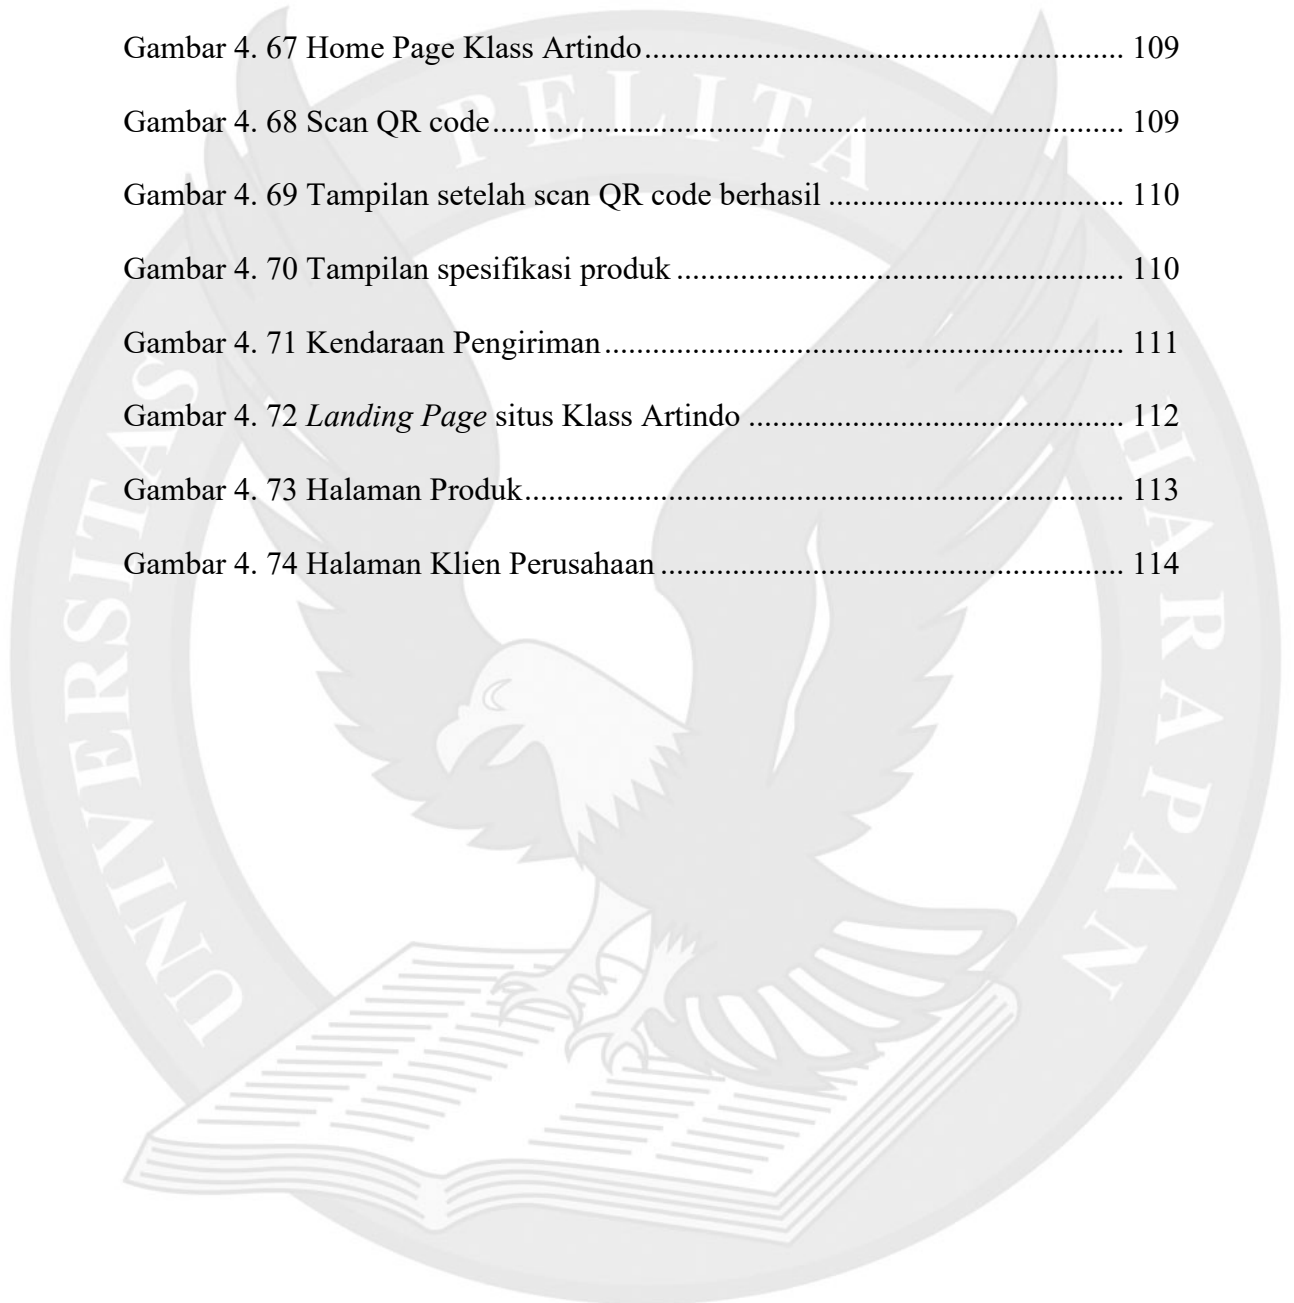 Gambar 4. 67 Home Page Klass Artindo............................................................ 109
Gambar 4. 68 Scan QR code............................................................................... 109
Gambar 4. 69 Tampilan setelah scan QR code berhasil ..................................... 110
Gambar 4. 70 Tampilan spesifikasi produk ........................................................ 110
Gambar 4. 71 Kendaraan Pengiriman................................................................. 111
Gambar 4. 72 Landing Page situs Klass Artindo ............................................... 112
Gambar 4. 73 Halaman Produk........................................................................... 113
Gambar 4. 74 Halaman Klien Perusahaan .......................................................... 114
UNIVERSITAS PELITA HARAPAN